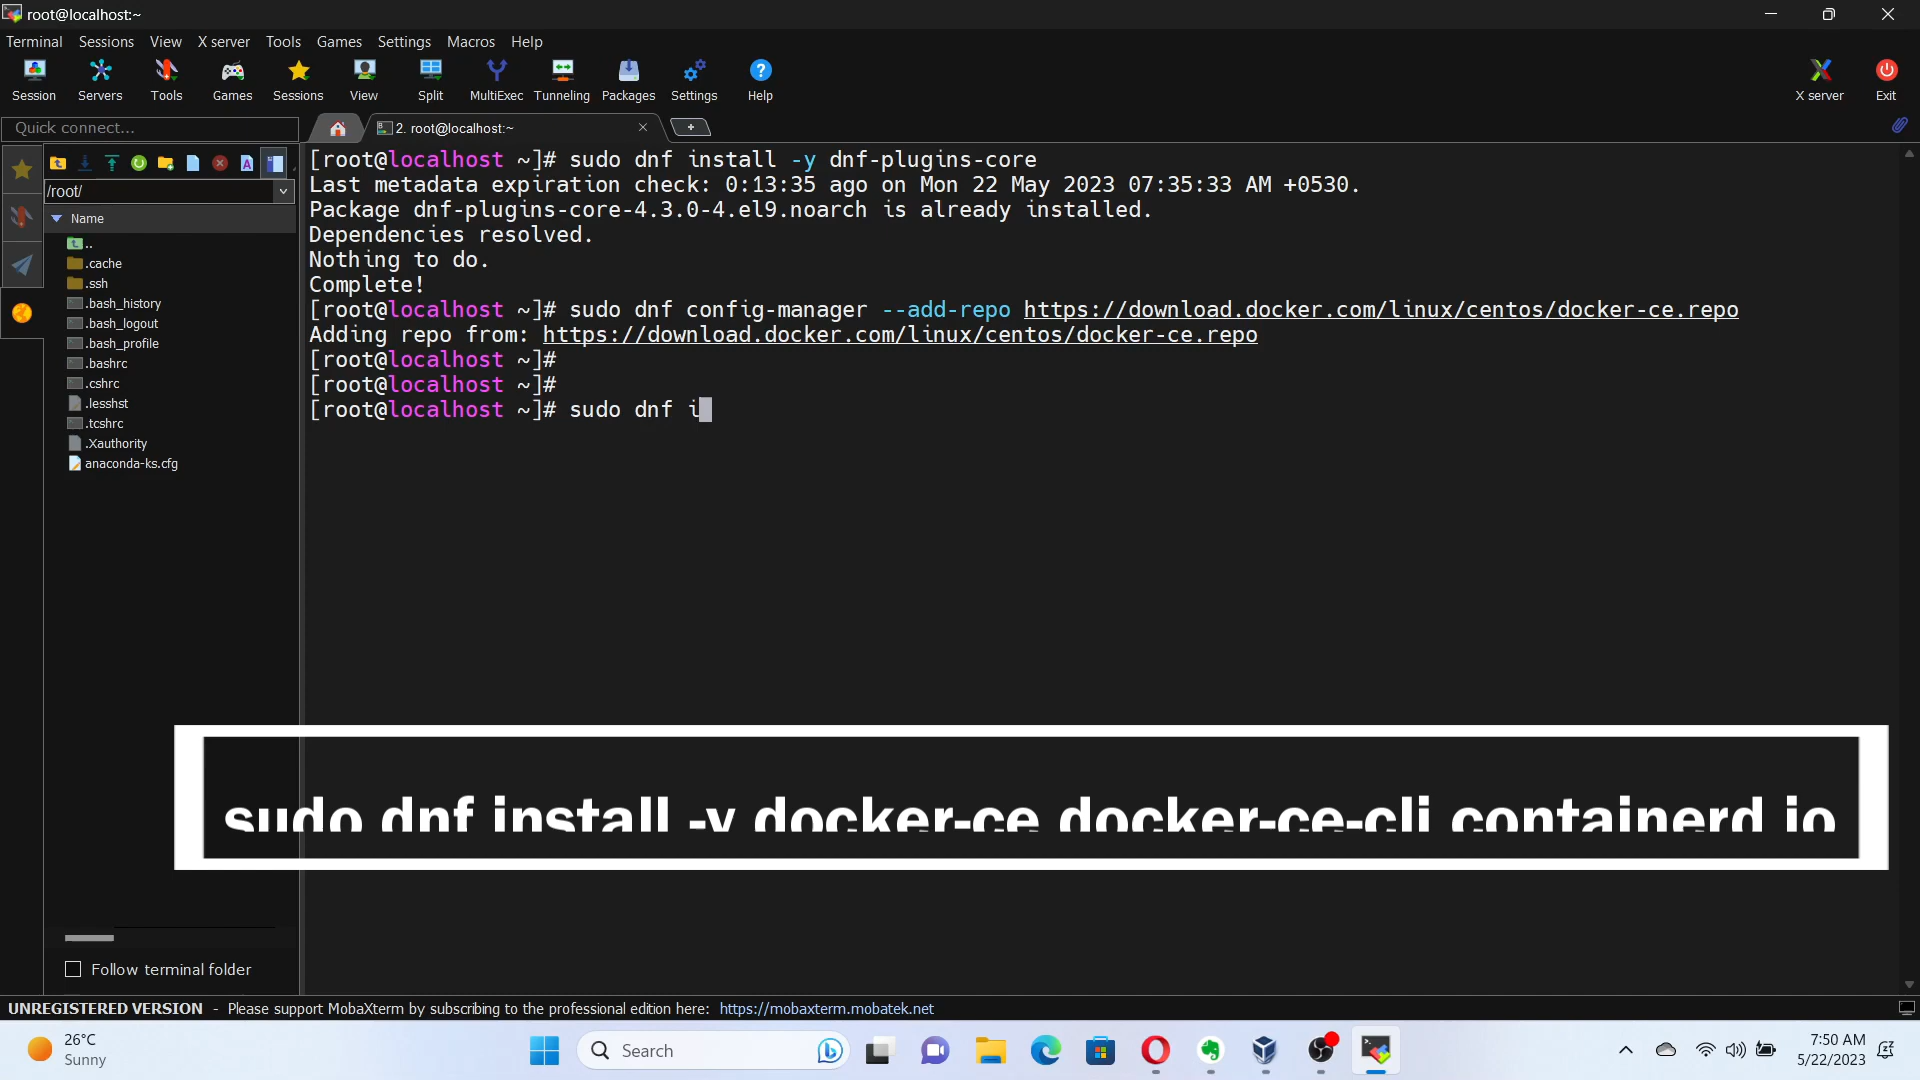 root@localhost:~
Terminal Sessions View X server Tools Games Settings Macros Help
Session Servers Tools Games Sessions View Split MultiExec Tunneling Packages Settings Help X server Exit
Quick connect...
2. root@localhost:~
/root/
Name
..
.cache
.ssh
.bash_history
.bash_logout
.bash_profile
.bashrc
.cshrc
.lesshst
.tcshrc
.Xauthority
anaconda-ks.cfg
Follow terminal folder
[root@localhost ~]# sudo dnf install -y dnf-plugins-core
Last metadata expiration check: 0:13:35 ago on Mon 22 May 2023 07:35:33 AM +0530.
Package dnf-plugins-core-4.3.0-4.el9.noarch is already installed.
Dependencies resolved.
Nothing to do.
Complete!
[root@localhost ~]# sudo dnf config-manager --add-repo https://download.docker.com/linux/centos/docker-ce.repo
Adding repo from: https://download.docker.com/linux/centos/docker-ce.repo
[root@localhost ~]#
[root@localhost ~]#
[root@localhost ~]# sudo dnf i
sudo dnf install -y docker-ce docker-ce-cli containerd.io
UNREGISTERED VERSION - Please support MobaXterm by subscribing to the professional edition here: https://mobaxterm.mobatek.net
26°C
Sunny
Search
7:50 AM
5/22/2023